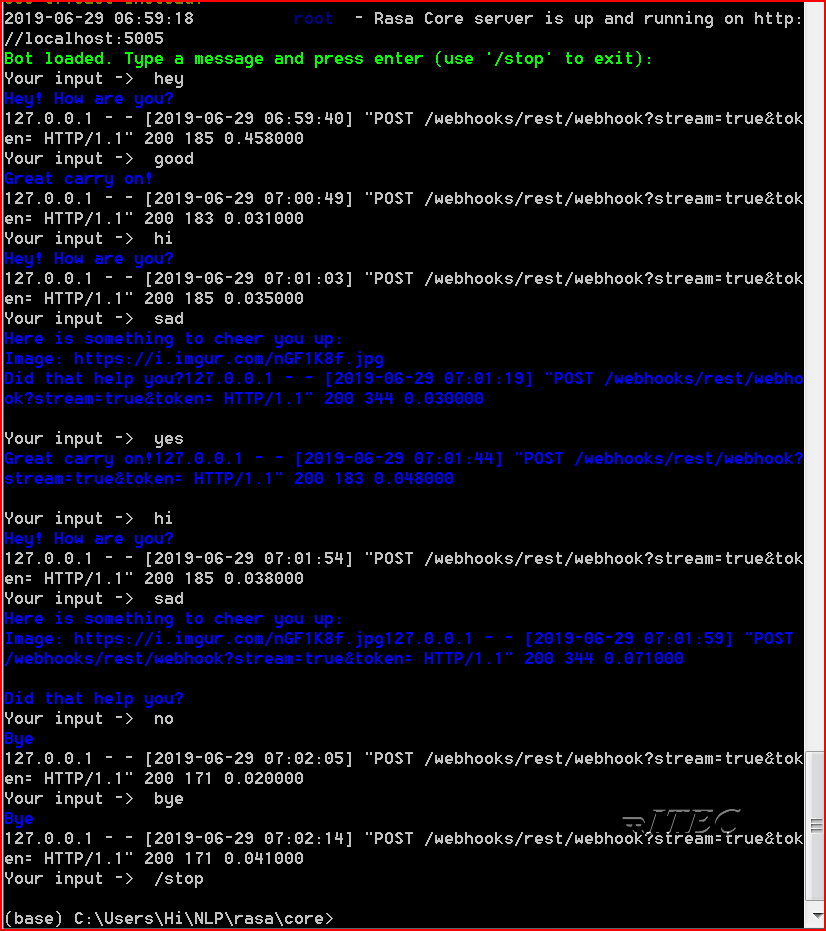 2019-06-29 06:59:18 root - Rasa Core server is up and running on http:
//localhost:5005
Bot loaded. Type a message and press enter (use '/stop' to exit):
Your input -> hey
Hey! How are you?
127.0.0.1 - - [2019-06-29 06:59:40] "POST /webhooks/rest/webhook?stream=true&tok
en= HTTP/1.1" 200 185 0.458000
Your input -> good
Great carry on!
127.0.0.1 - - [2019-06-29 07:00:49] "POST /webhooks/rest/webhook?stream=true&tok
en= HTTP/1.1" 200 183 0.031000
Your input -> hi
Hey! How are you?
127.0.0.1 - - [2019-06-29 07:01:03] "POST /webhooks/rest/webhook?stream=true&tok
en= HTTP/1.1" 200 185 0.035000
Your input -> sad
Here is something to cheer you up:
Image: https://i.imgur.com/nGF1K8f.jpg
Did that help you?127.0.0.1 - - [2019-06-29 07:01:19] "POST /webhooks/rest/webho
ok?stream=true&token= HTTP/1.1" 200 344 0.030000
Your input -> yes
Great carry on!127.0.0.1 - - [2019-06-29 07:01:44] "POST /webhooks/rest/webhook?
stream=true&token= HTTP/1.1" 200 183 0.048000
Your input -> hi
Hey! How are you?
127.0.0.1 - - [2019-06-29 07:01:54] "POST /webhooks/rest/webhook?stream=true&tok
en= HTTP/1.1" 200 185 0.038000
Your input -> sad
Here is something to cheer you up:
Image: https://i.imgur.com/nGF1K8f.jpg127.0.0.1 - - [2019-06-29 07:01:59] "POST
/webhooks/rest/webhook?stream=true&token= HTTP/1.1" 200 344 0.071000
Did that help you?
Your input -> no
Bye
127.0.0.1 - - [2019-06-29 07:02:05] "POST /webhooks/rest/webhook?stream=true&tok
en= HTTP/1.1" 200 171 0.020000
Your input -> bye
Bye
127.0.0.1 - - [2019-06-29 07:02:14] "POST /webhooks/rest/webhook?stream=true&tok
en= HTTP/1.1" 200 171 0.041000
Your input -> /stop
(base) C:\Users\Hi\NLP\rasa\core>